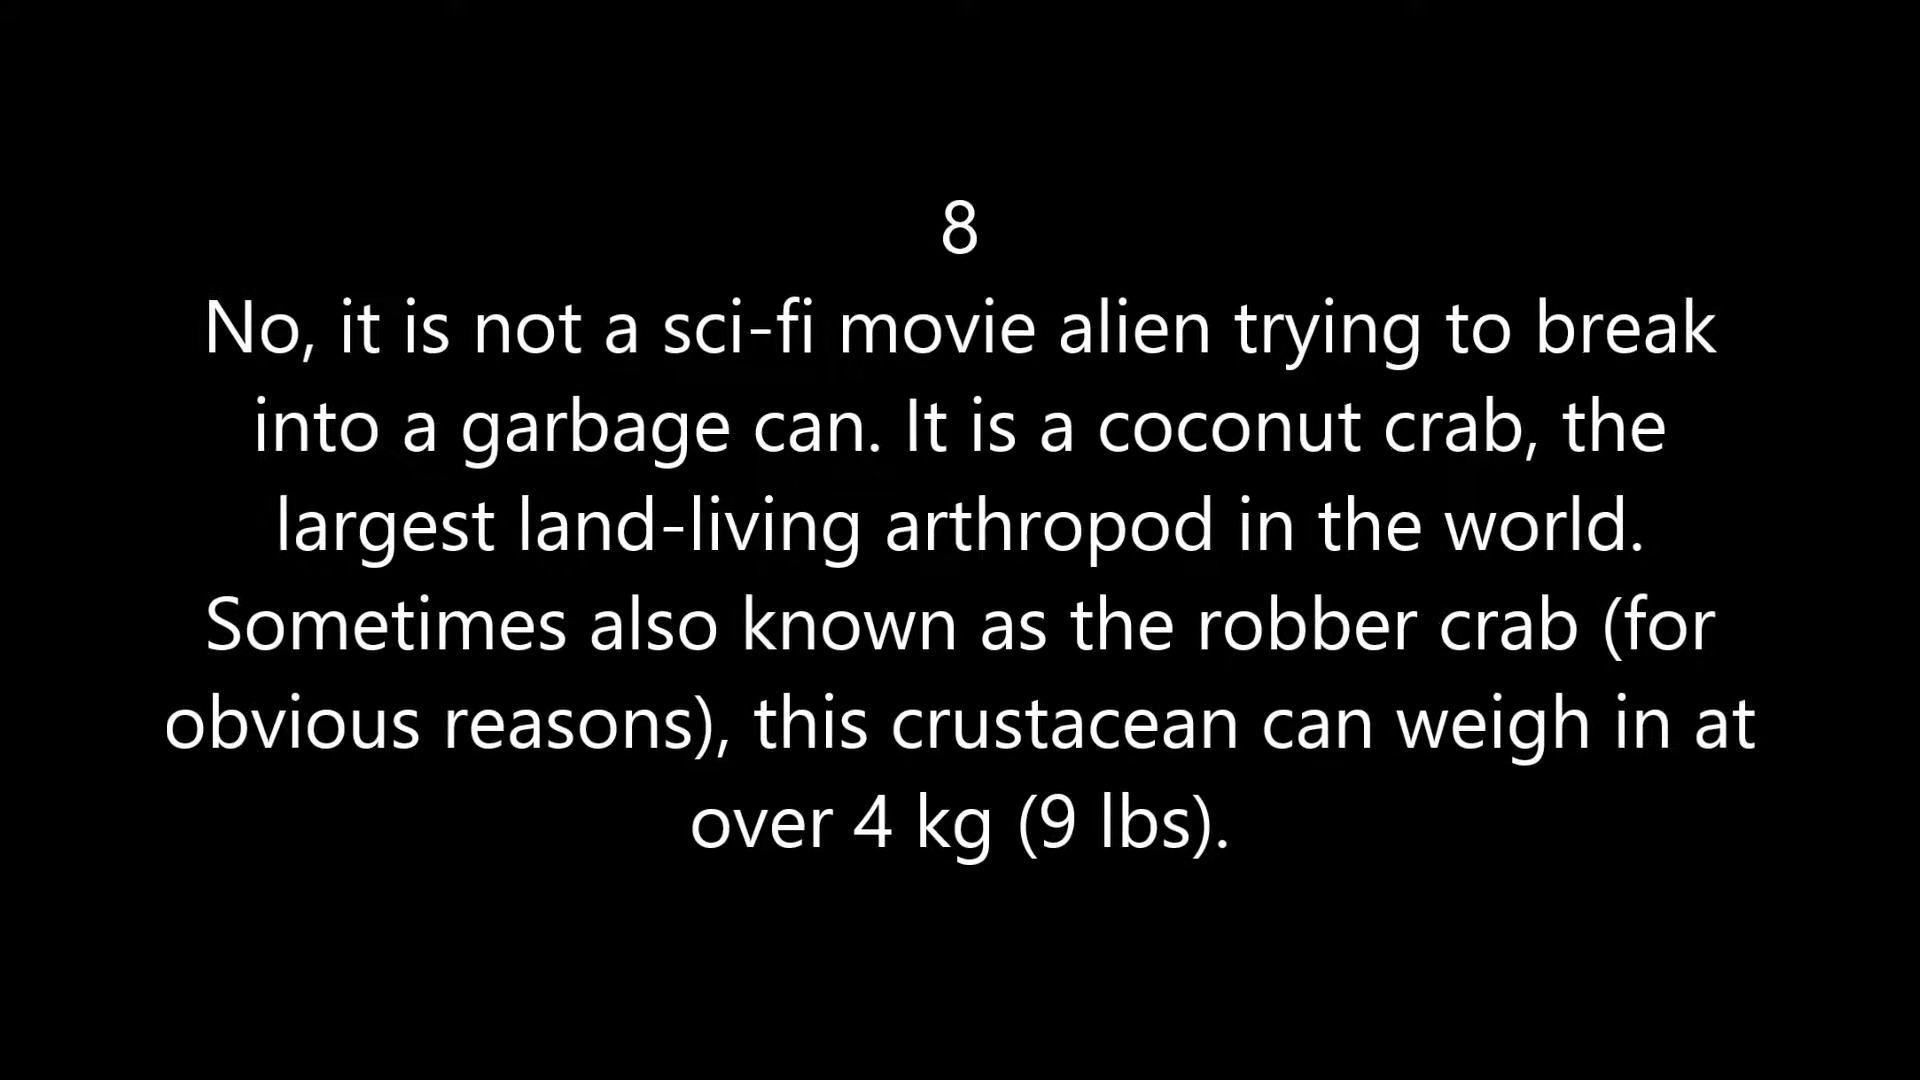 8
No, it is not a sci-fi movie alien trying to break
into a garbage can. It is a coconut crab, the
largest land-living arthropod in the world.
Sometimes also known as the robber crab (for
obvious reasons), this crustacean can weigh in at
over 4 kg (9 lbs).